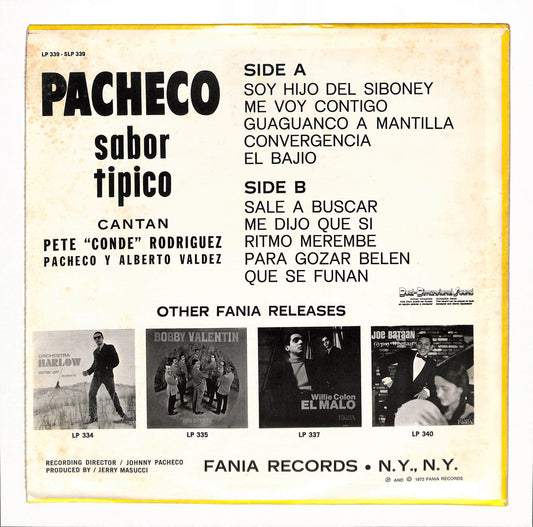 LP 339 - SLP 339
PACHECO
sabor
tipico
CANTAN
PETE "CONDE" RODRIGUEZ
PACHECO Y ALBERTO VALDEZ
SIDE A
SOY HIJO DEL SIBONEY
ME VOY CONTIGO
GUAGUANCO A MANTILLA
CONVERGENCIA
EL BAJIO
SIDE B
SALE A BUSCAR
ME DIJO QUE SI
RITMO MEREMBE
PARA GOZAR BELEN
QUE SE FUNAN
Dual-Dimensional Sound
OTHER FANIA RELEASES
ORCHESTRA
HARLOW
BOBBY VALENTIN
Willie Colon
EL MALO
JOE BATAAN
LP 334
LP 335
LP 337
LP 340
RECORDING DIRECTOR / JOHNNY PACHECO
PRODUCED BY / JERRY MASUCCI
FANIA RECORDS • N.Y., N.Y.
℗ AND © 1972 FANIA RECORDS